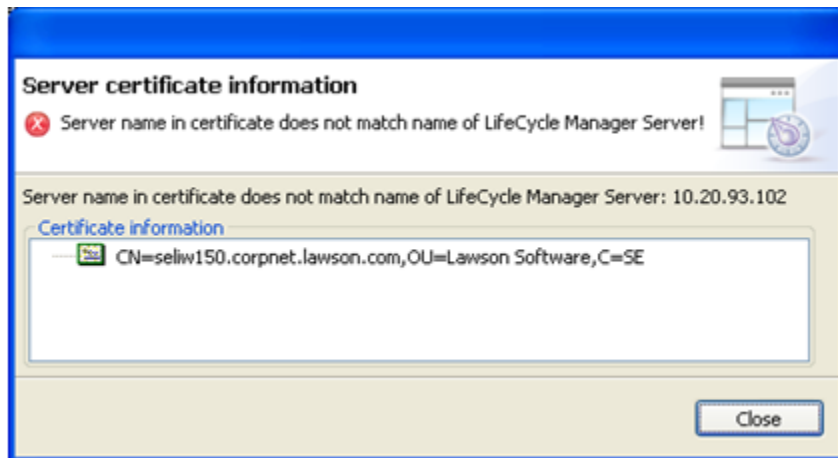 Server certificate information
Server name in certificate does not match name of LifeCycle Manager Server!
Server name in certificate does not match name of LifeCycle Manager Server: 10.20.93.102
Certificate information
CN=seliw150.corpnet.lawson.com,OU=Lawson Software,C=SE
Close